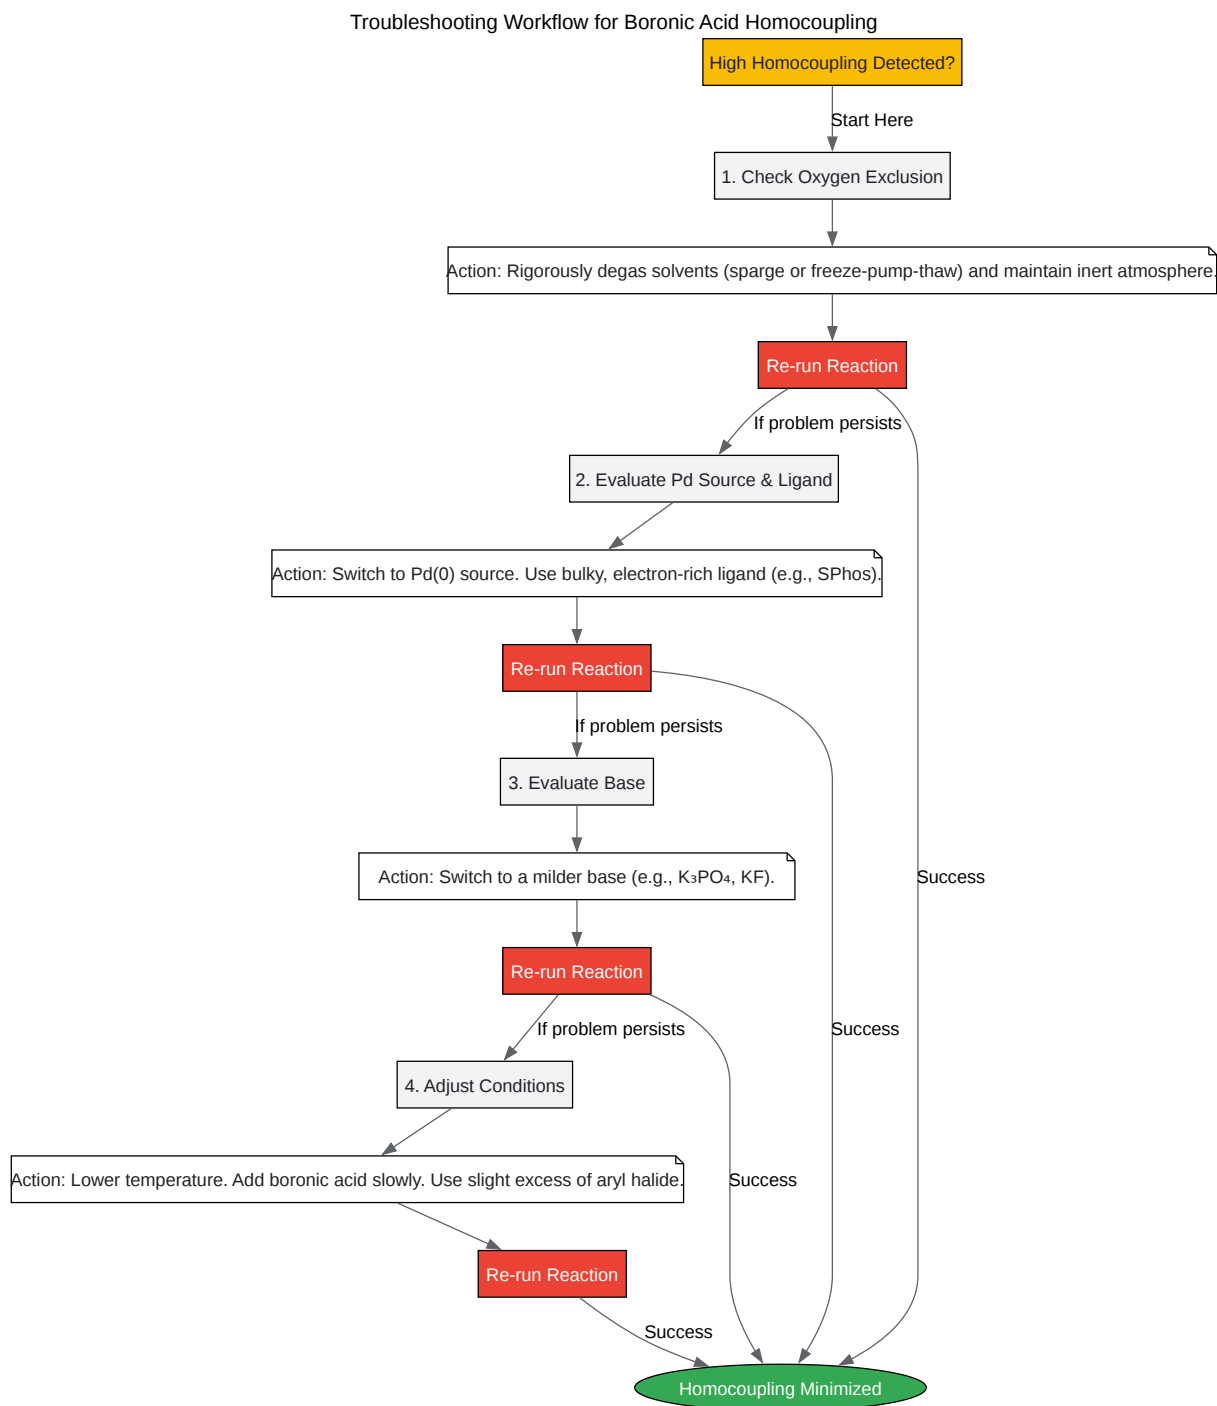 Troubleshooting Workflow for Boronic Acid Homocoupling
High Homocoupling Detected?
Start Here
1. Check Oxygen Exclusion
Action: Rigorously degas solvents (sparge or freeze-pump-thaw) and maintain inert atmosphere.
Re-run Reaction
If problem persists
2. Evaluate Pd Source & Ligand
Action: Switch to Pd(0) source. Use bulky, electron-rich ligand (e.g., SPhos).
Re-run Reaction
If problem persists
3. Evaluate Base
Action: Switch to a milder base (e.g., K₃PO₄, KF).
Success
Re-run Reaction
If problem persists
Success
4. Adjust Conditions
Action: Lower temperature. Add boronic acid slowly. Use slight excess of aryl halide.
Success
Re-run Reaction
Success
Homocoupling Minimized